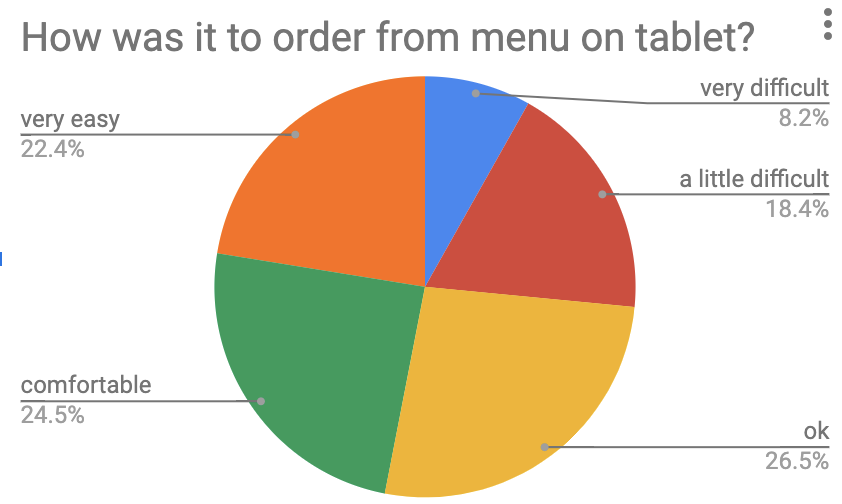 How was it to order from menu on tablet?
very difficult
8.2%
very easy
22.4%
a little difficult
18.4%
comfortable
24.5%
ok
26.5%